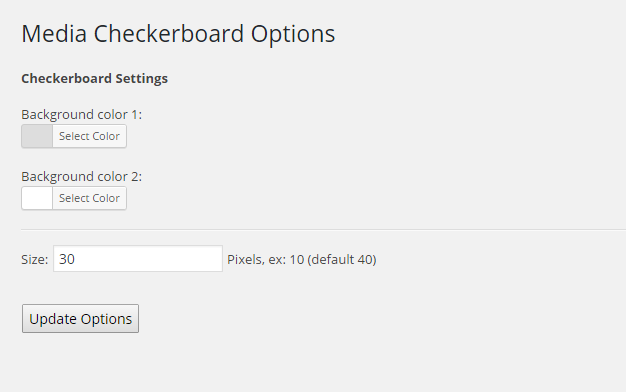 Media Checkerboard Options
Checkerboard Settings
Background color 1:
Select Color
Background color 2:
Select Color
Size: 30 Pixels, ex: 10 (default 40)
Update Options